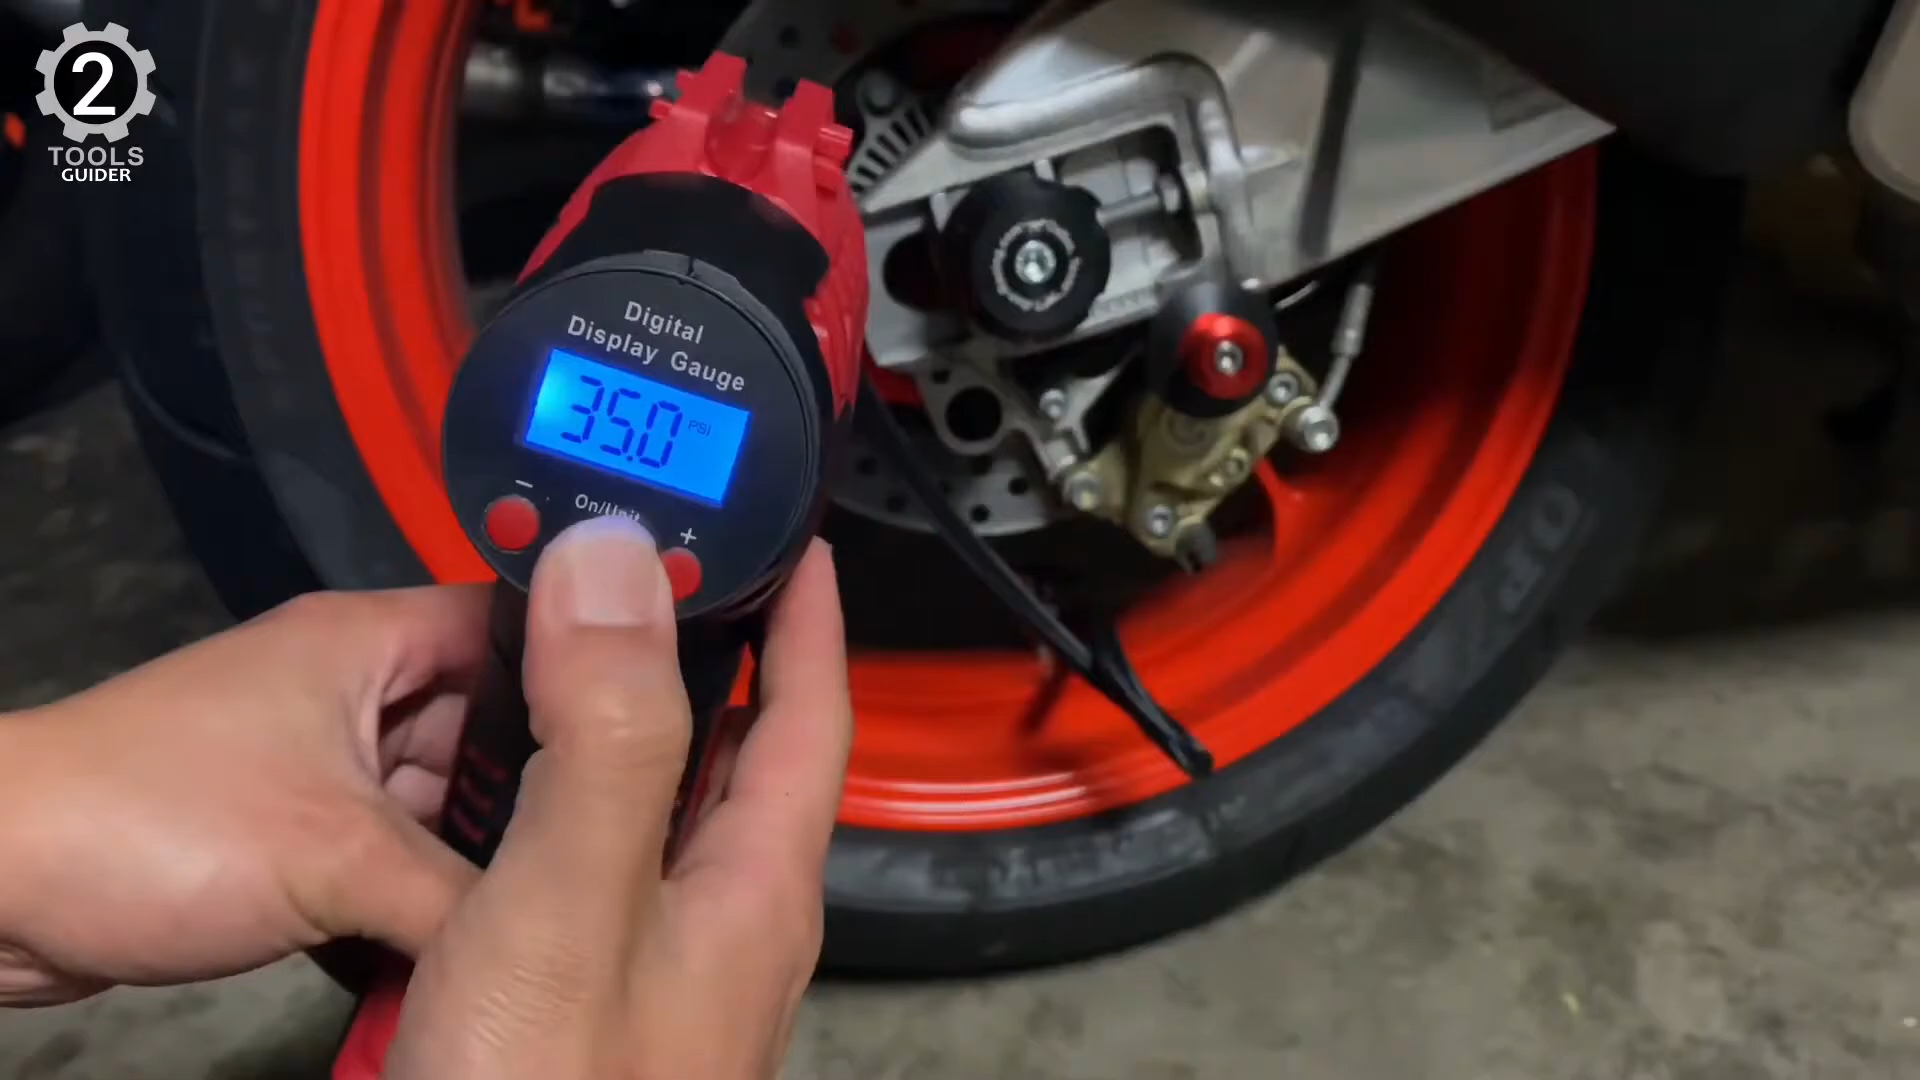 2
TOOLS
GUIDER
Digital
Display Gauge
35.0 PSI
-
On/Unit
+